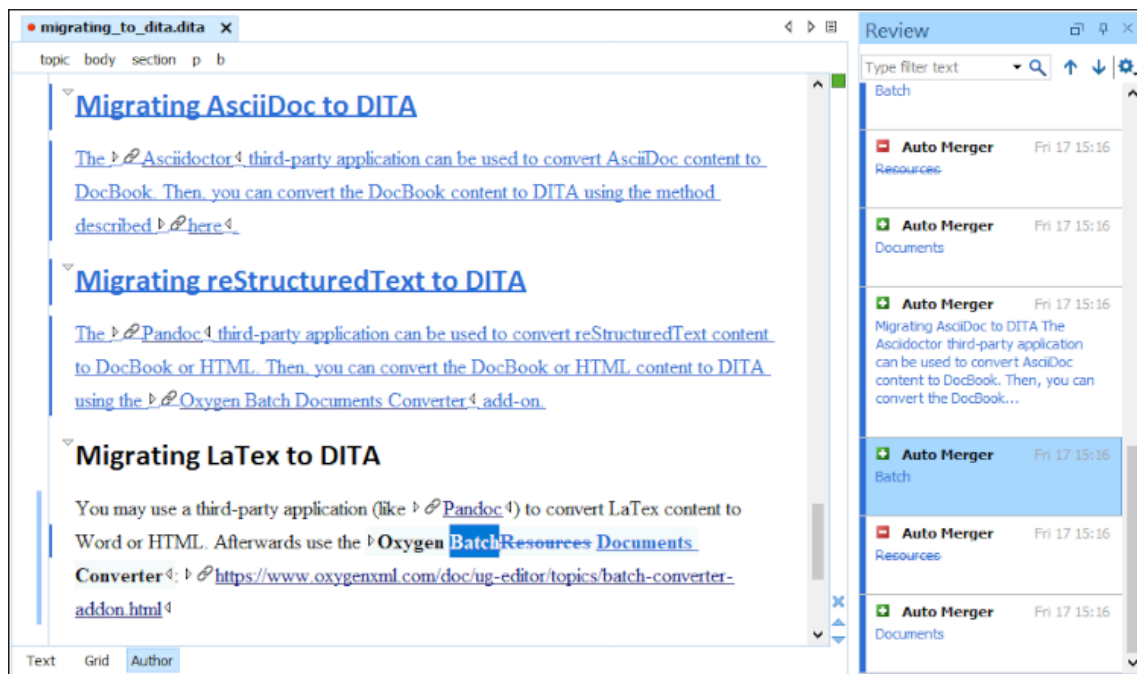 migrating_to_dita.dita
topic body section p b
Migrating AsciiDoc to DITA
The Asciidoctor third-party application can be used to convert AsciiDoc content to
DocBook. Then, you can convert the DocBook content to DITA using the method
described here.
Migrating reStructuredText to DITA
The Pandoc third-party application can be used to convert reStructuredText content
to DocBook or HTML. Then, you can convert the DocBook or HTML content to DITA
using the Oxygen Batch Documents Converter add-on.
Migrating LaTex to DITA
You may use a third-party application (like Pandoc) to convert LaTex content to
Word or HTML. Afterwards use the Oxygen BatchResources Documents
Converter: https://www.oxygenxml.com/doc/ug-editor/topics/batch-converter-
addon.html
Text Grid Author
Review
Type filter text
Batch
Auto Merger Fri 17 15:16
Resources
Auto Merger Fri 17 15:16
Documents
Auto Merger Fri 17 15:16
Migrating AsciiDoc to DITA The
Asciidoctor third-party application
can be used to convert AsciiDoc
content to DocBook. Then, you can
convert the DocBook...
Auto Merger Fri 17 15:16
Batch
Auto Merger Fri 17 15:16
Resources
Auto Merger Fri 17 15:16
Documents